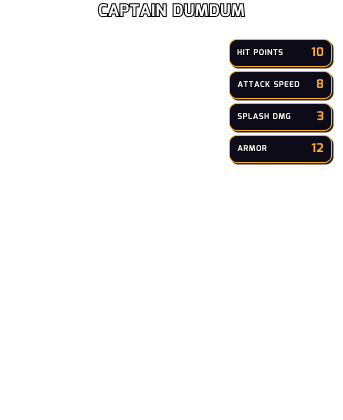 CAPTAIN DUMDUM
HIT POINTS 10
ATTACK SPEED 8
SPLASH DMG 3
ARMOR 12